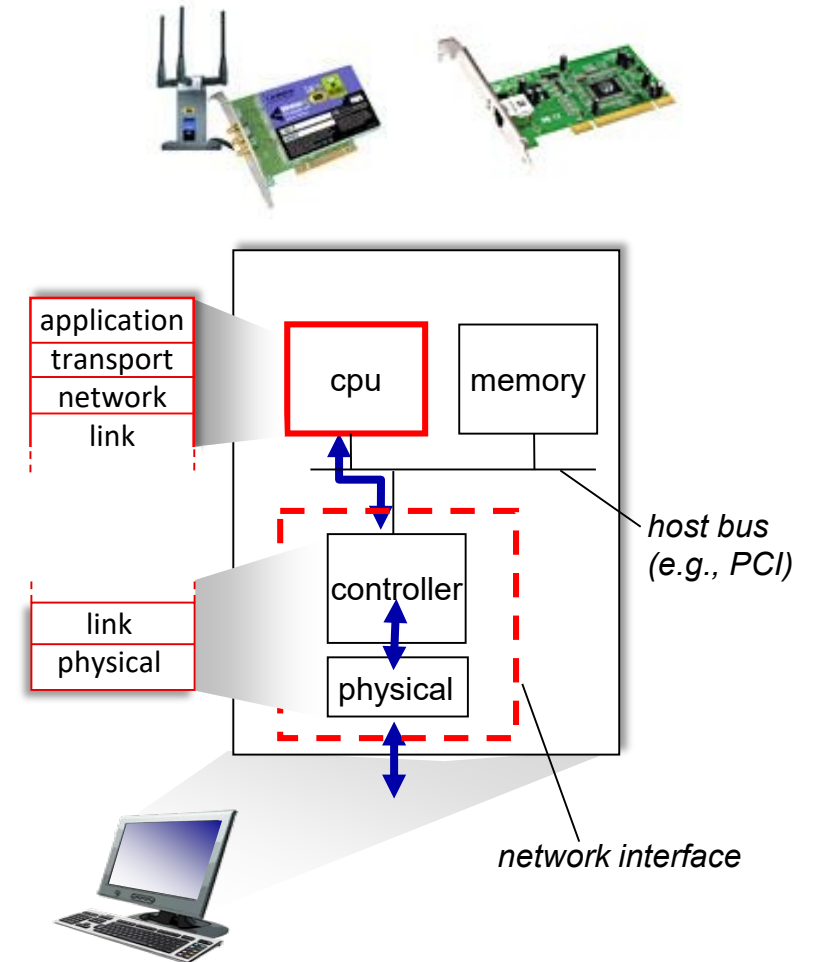 application
transport
network
link
cpu
memory
host bus
(e.g., PCI)
controller
link
physical
physical
network interface